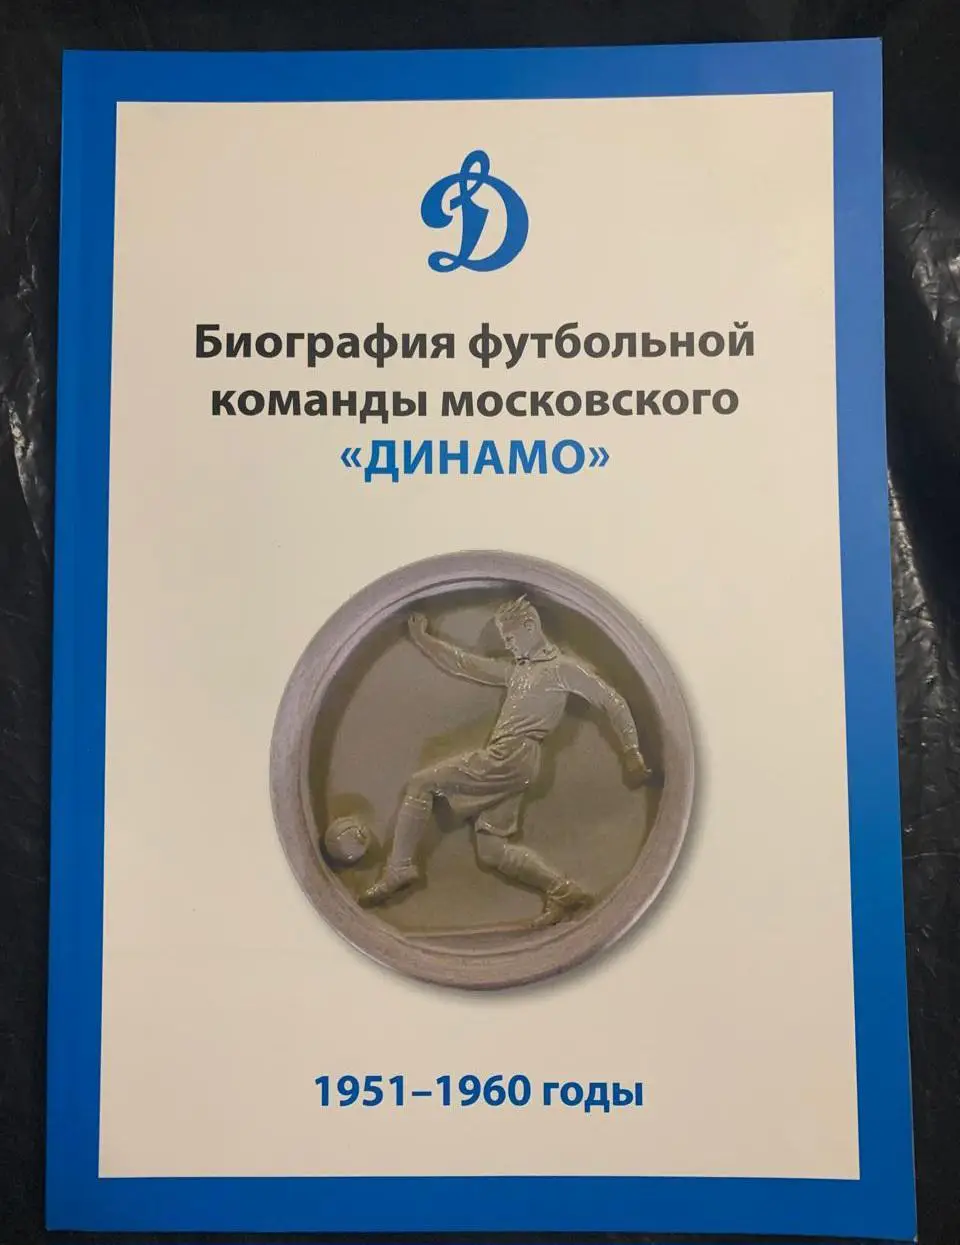 Д
Биография футбольной
команды московского
«ДИНАМО»
1951–1960 годы